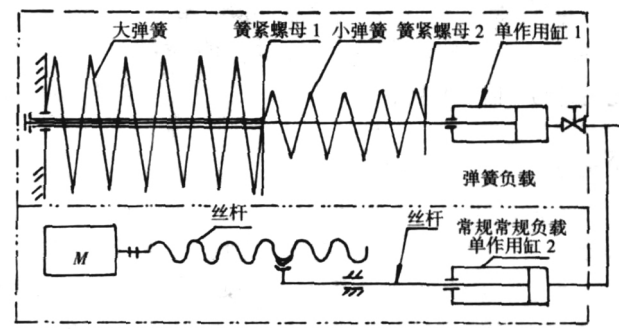 大弹簧 簧紧螺母1 小弹簧 簧紧螺母2 单作用缸1
弹簧负载
丝杆 丝杆 常规常规负载
单作用缸2
M